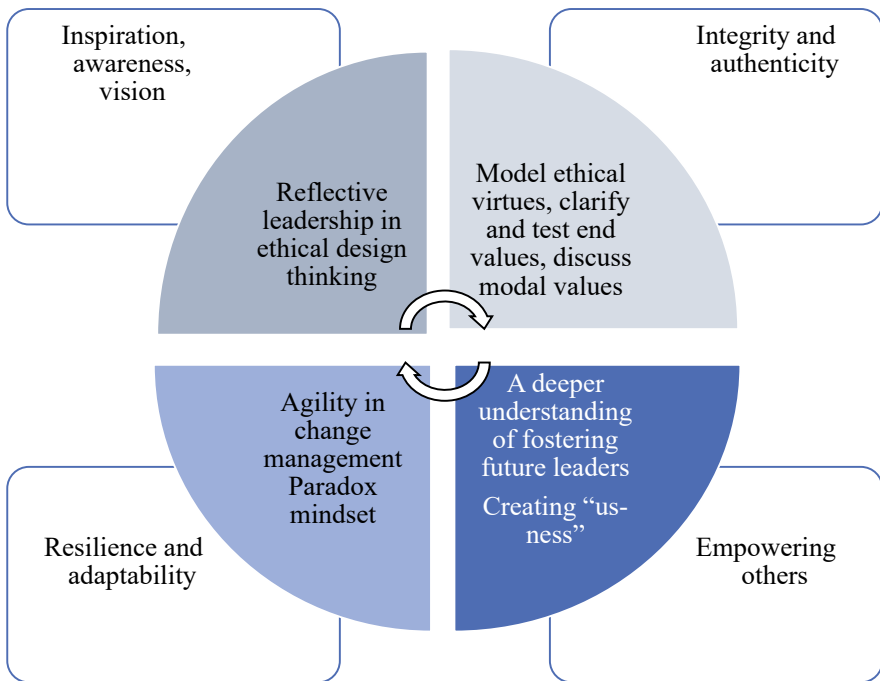 Inspiration,
awareness,
vision
Integrity and
authenticity
Reflective
leadership in
ethical design
thinking
Model ethical
virtues, clarify
and test end
values, discuss
modal values
Agility in
change
management
Paradox
mindset
A deeper
understanding
of fostering
future leaders
Creating “us-
ness”
Resilience and
adaptability
Empowering
others